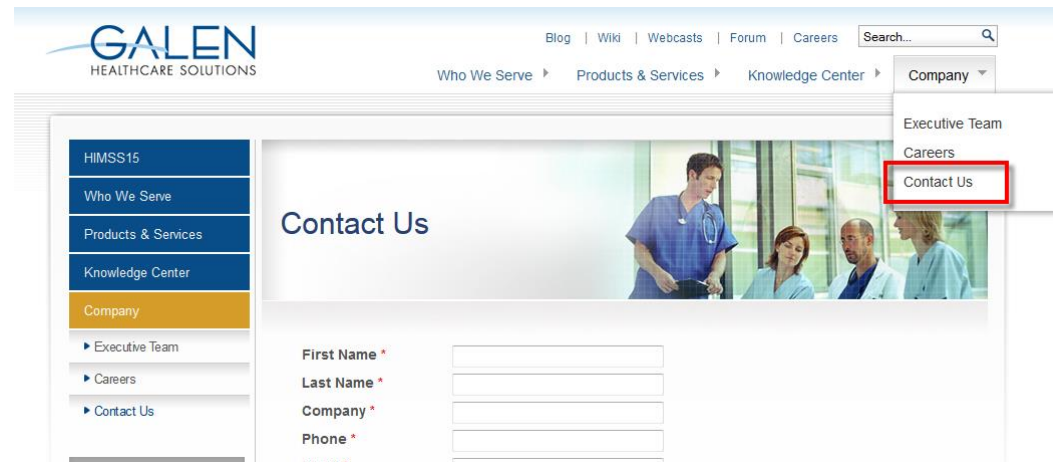 GALEN
HEALTHCARE SOLUTIONS
Blog | Wiki | Webcasts | Forum | Careers
Search...
Who We Serve
Products & Services
Knowledge Center
Company
Executive Team
Careers
Contact Us
HIMSS15
Who We Serve
Products & Services
Knowledge Center
Company
Executive Team
Careers
Contact Us
Contact Us
First Name *
Last Name *
Company *
Phone *